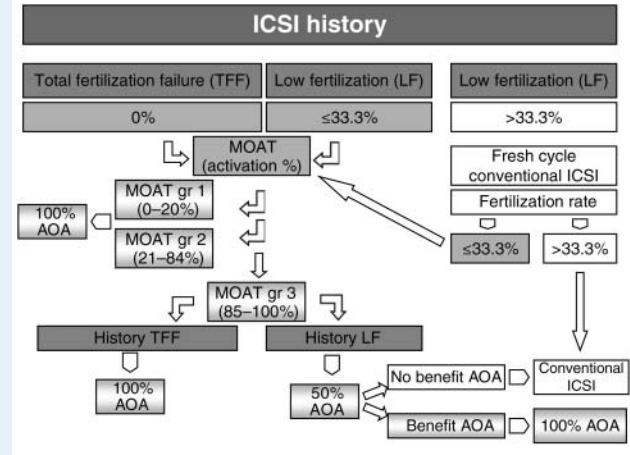 ICSI history
Total fertilization failure (TFF)
Low fertilization (LF)
Low fertilization (LF)
0%
≤33.3%
>33.3%
MOAT
(activation %)
Fresh cycle
conventional ICSI
Fertilization rate
≤33.3%
>33.3%
MOAT gr 1
(0–20%)
100%
AOA
MOAT gr 2
(21–84%)
MOAT gr 3
(85–100%)
History TFF
History LF
100%
AOA
50%
AOA
No benefit AOA
Conventional
ICSI
Benefit AOA
100% AOA